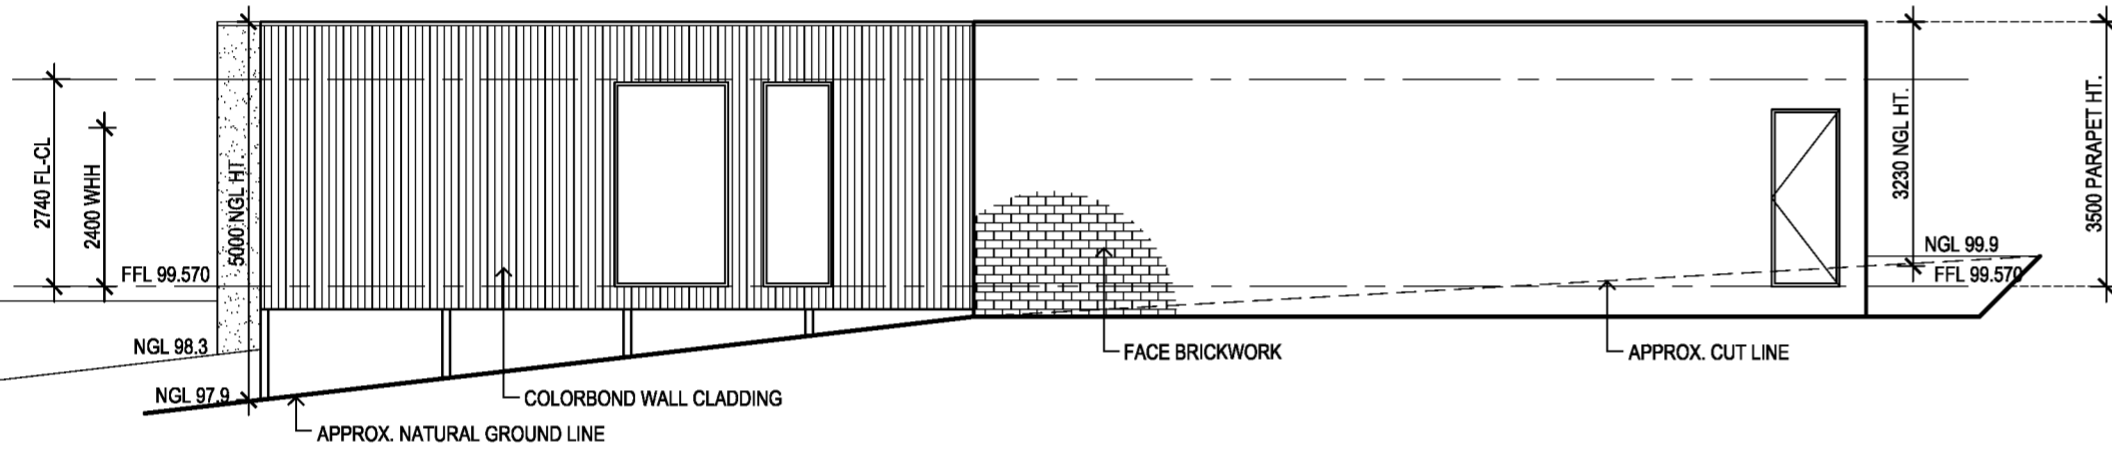 2740 FL-CL
2400 WHH
5000 NGL HT.
3230 NGL HT.
3500 PARAPET HT.
FFL 99.570
NGL 99.9
FFL 99.570
NGL 98.3
NGL 97.9
FACE BRICKWORK
APPROX. CUT LINE
COLORBOND WALL CLADDING
APPROX. NATURAL GROUND LINE